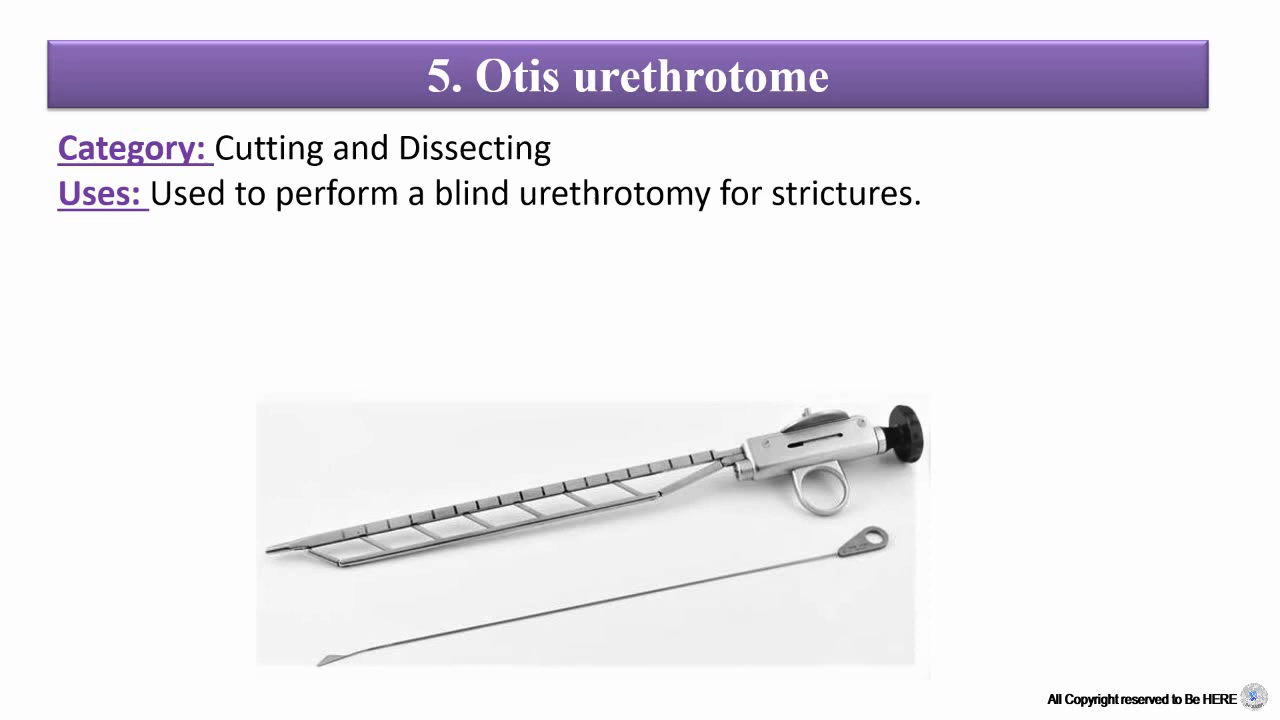 5. Otis urethrotome
Category: Cutting and Dissecting
Uses: Used to perform a blind urethrotomy for strictures.
All Copyright reserved to Be HERE